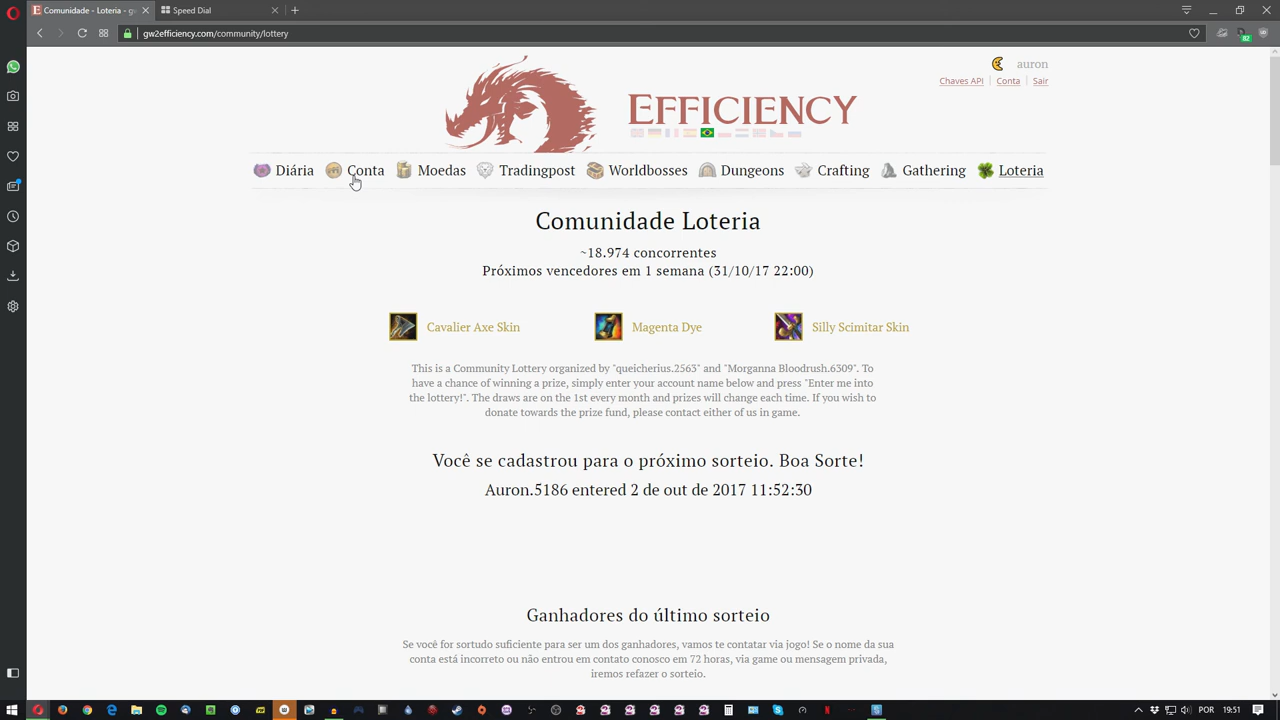 Comunidade - Loteria - gw
Speed Dial
gw2efficiency.com/community/lottery
82
auron
Chaves API | Conta | Sair
EFFICIENCY
Diária Conta Moedas Tradingpost Worldbosses Dungeons Crafting Gathering Loteria
Comunidade Loteria
~18.974 concorrentes
Próximos vencedores em 1 semana (31/10/17 22:00)
Cavalier Axe Skin Magenta Dye Silly Scimitar Skin
This is a Community Lottery organized by "queicherius.2563" and "Morganna Bloodrush.6309". To
have a chance of winning a prize, simply enter your account name below and press "Enter me into
the lottery!". The draws are on the 1st every month and prizes will change each time. If you wish to
donate towards the prize fund, please contact either of us in game.
Você se cadastrou para o próximo sorteio. Boa Sorte!
Auron.5186 entered 2 de out de 2017 11:52:30
Ganhadores do último sorteio
Se você for sortudo suficiente para ser um dos ganhadores, vamos te contatar via jogo! Se o nome da sua
conta está incorreto ou não entrou em contato conosco em 72 horas, via game ou mensagem privada,
iremos refazer o sorteio.
POR 19:51